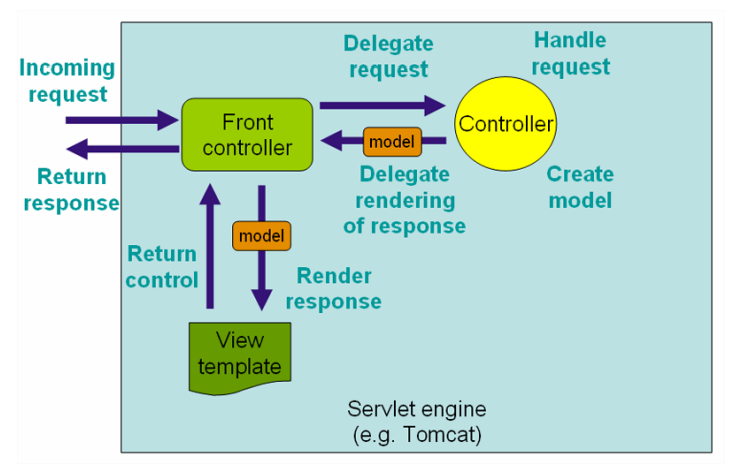 Incoming
request
Return
response
Front
controller
Delegate
request
Handle
request
Controller
model
Delegate
rendering
of response
Create
model
Return
control
model
Render
response
View
template
Servlet engine
(e.g. Tomcat)